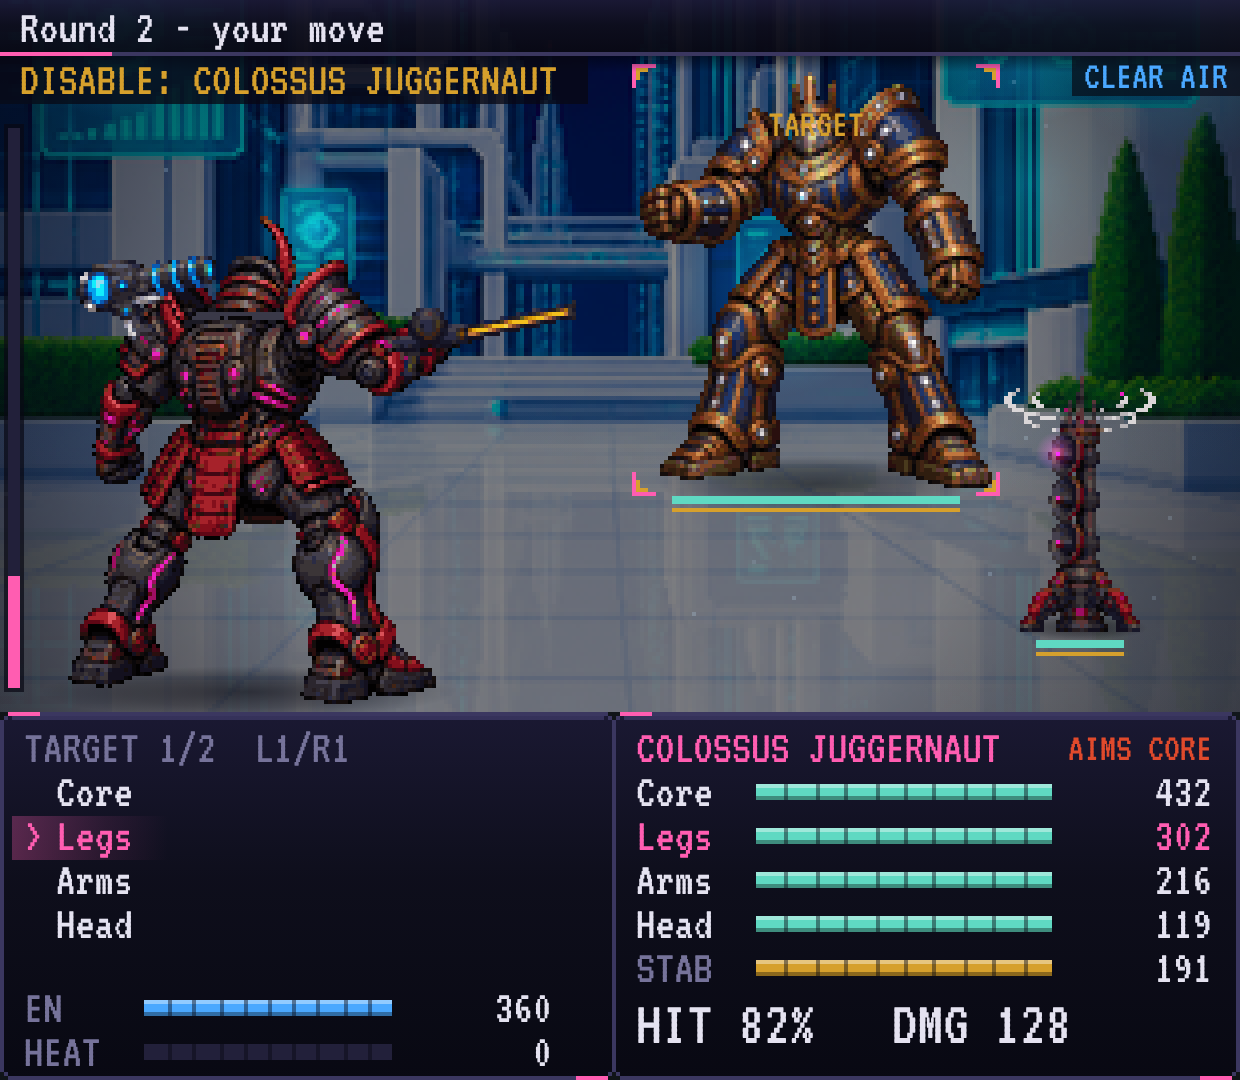 Round 2 - your move
DISABLE: COLOSSUS JUGGERNAUT
CLEAR AIR
TARGET
TARGET 1/2 L1/R1
Core
> Legs
Arms
Head
EN 360
HEAT 0
COLOSSUS JUGGERNAUT AIMS CORE
Core 432
Legs 302
Arms 216
Head 119
STAB 191
HIT 82% DMG 128